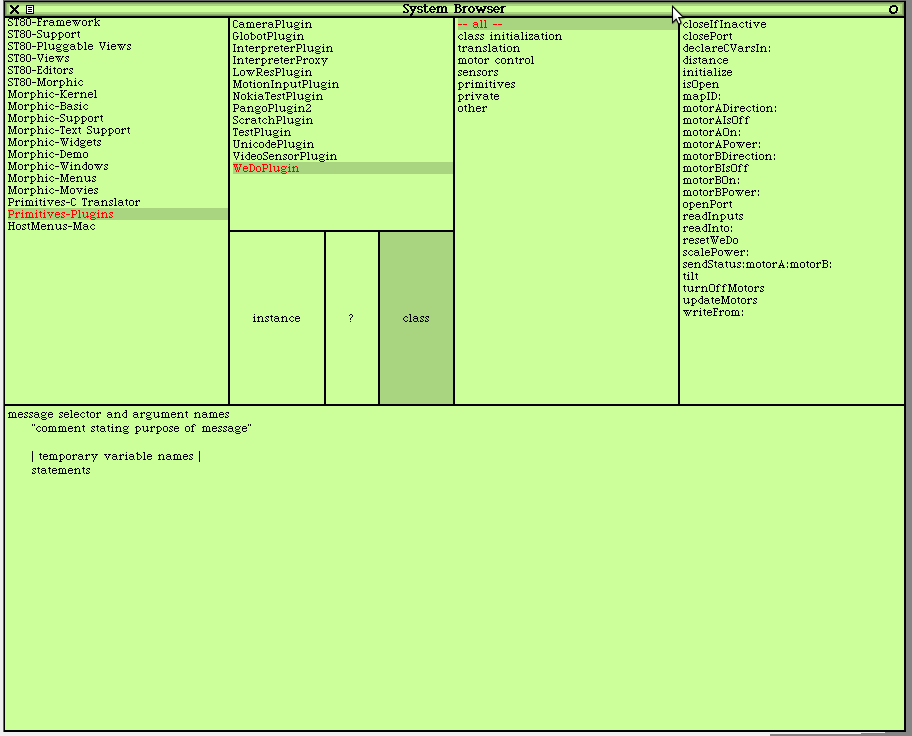 System Browser
ST80-Framework
ST80-Support
ST80-Pluggable Views
ST80-Views
ST80-Editors
ST80-Morphic
Morphic-Kernel
Morphic-Basic
Morphic-Support
Morphic-Text Support
Morphic-Widgets
Morphic-Demo
Morphic-Windows
Morphic-Menus
Morphic-Movies
Primitives-C Translator
Primitives-Plugins
HostMenus-Mac
CameraPlugin
GlobotPlugin
InterpreterPlugin
InterpreterProxy
LowResPlugin
MotionInputPlugin
NokiaTestPlugin
PangoPlugin2
ScratchPlugin
TestPlugin
UnicodePlugin
VideoSensorPlugin
WeDoPlugin
instance
?
class
-- all --
class initialization
translation
motor control
sensors
primitives
private
other
closeIfInactive
closePort
declareCVarsIn:
distance
initialize
isOpen
mapID:
motorADirection:
motorAIsOff
motorAOn:
motorAPower:
motorBDirection:
motorBIsOff
motorBOn:
motorBPower:
openPort
readInputs
readInto:
resetWeDo
scalePower:
sendStatus:motorA:motorB:
tilt
turnOffMotors
updateMotors
writeFrom:
message selector and argument names
"comment stating purpose of message"
| temporary variable names |
statements